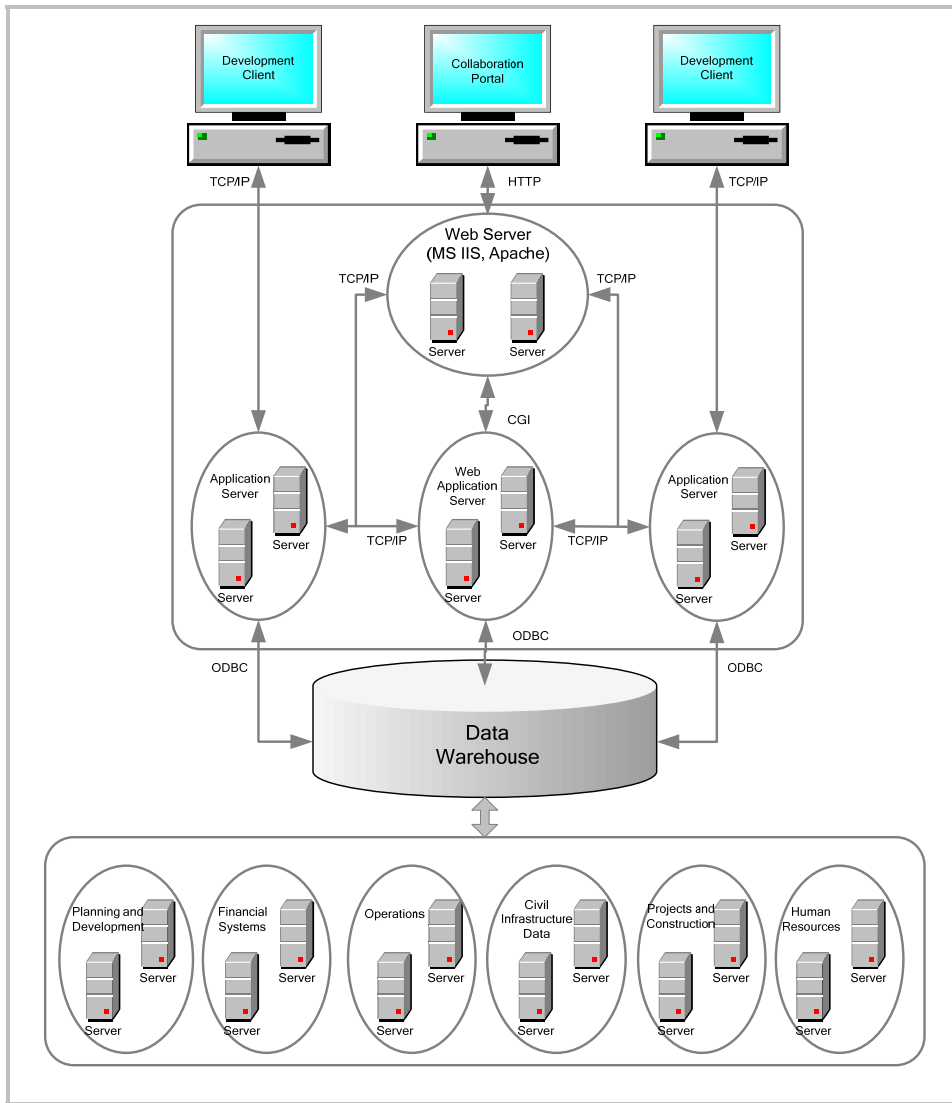 Development
Client
Collaboration
Portal
Development
Client
TCP/IP
HTTP
TCP/IP
Web Server
(MS IIS, Apache)
TCP/IP
TCP/IP
Server
Server
CGI
Application
Server
Server
Server
Web
Application
Server
Server
Server
Application
Server
Server
Server
TCP/IP
TCP/IP
ODBC
ODBC
ODBC
Data
Warehouse
Planning and
Development
Server
Server
Financial
Systems
Server
Server
Operations
Server
Server
Civil
Infrastructure
Data
Server
Server
Projects and
Construction
Server
Server
Human
Resources
Server
Server